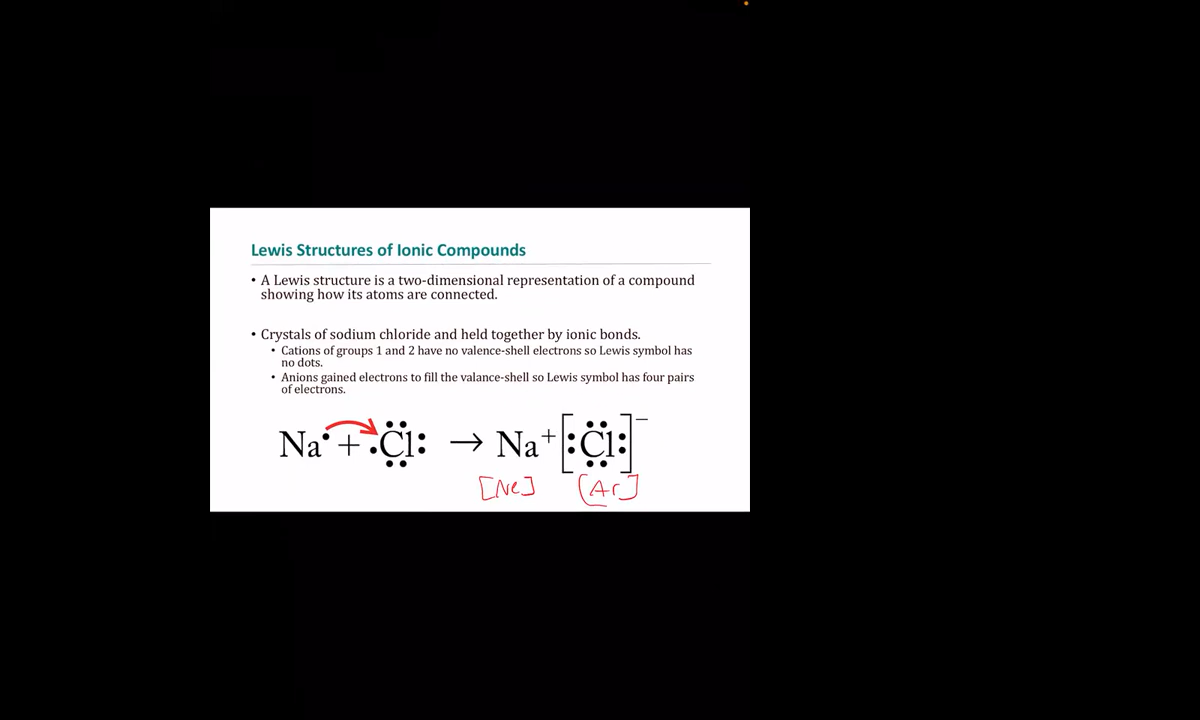 Lewis Structures of Ionic Compounds
• A Lewis structure is a two-dimensional representation of a compound
showing how its atoms are connected.
• Crystals of sodium chloride and held together by ionic bonds.
• Cations of groups 1 and 2 have no valence-shell electrons so Lewis symbol has
no dots.
• Anions gained electrons to fill the valance-shell so Lewis symbol has four pairs
of electrons.
Na• + •Cl: → Na+ [:Cl:]−
[Ne] [Ar]